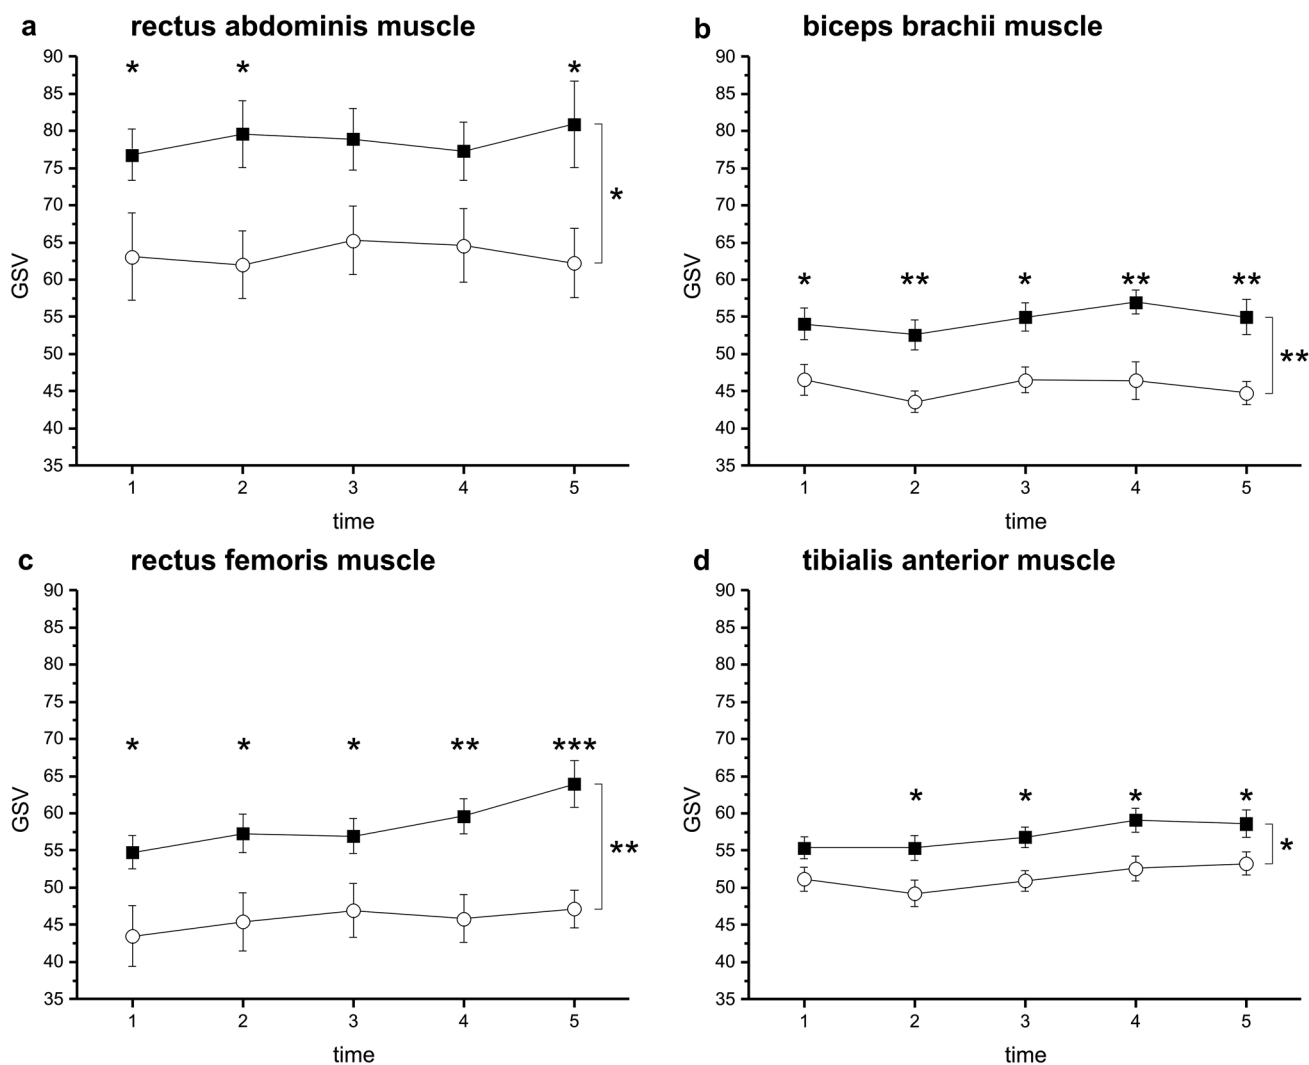 a rectus abdominis muscle
90
85
80
75
70
65
60
55
50
45
40
35
GSV
* * *
*
1 2 3 4 5
time
b biceps brachii muscle
90
85
80
75
70
65
60
55
50
45
40
35
GSV
* ** * ** **
**
1 2 3 4 5
time
c rectus femoris muscle
90
85
80
75
70
65
60
55
50
45
40
35
GSV
* * * ** ***
**
1 2 3 4 5
time
d tibialis anterior muscle
90
85
80
75
70
65
60
55
50
45
40
35
GSV
* * * *
*
1 2 3 4 5
time